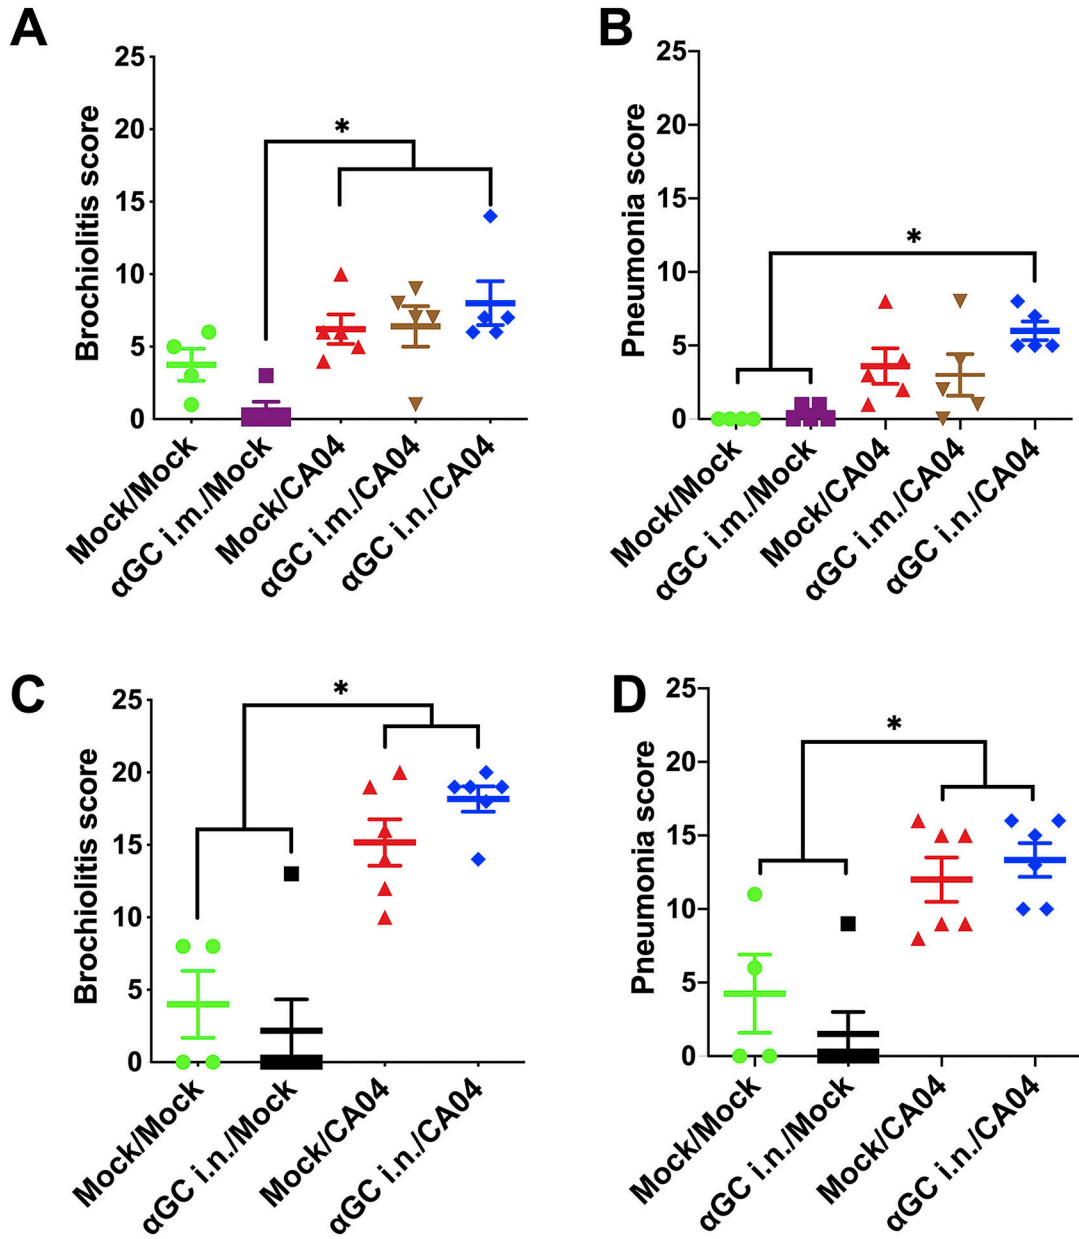 A
25
20
15
10
5
0
Brochiolitis score
*
Mock/Mock
αGC i.m./Mock
Mock/CA04
αGC i.m./CA04
αGC i.n./CA04
B
25
20
15
10
5
0
Pneumonia score
*
Mock/Mock
αGC i.m./Mock
Mock/CA04
αGC i.m./CA04
αGC i.n./CA04
C
25
20
15
10
5
0
Brochiolitis score
*
Mock/Mock
αGC i.n./Mock
Mock/CA04
αGC i.n./CA04
D
25
20
15
10
5
0
Pneumonia score
*
Mock/Mock
αGC i.n./Mock
Mock/CA04
αGC i.n./CA04